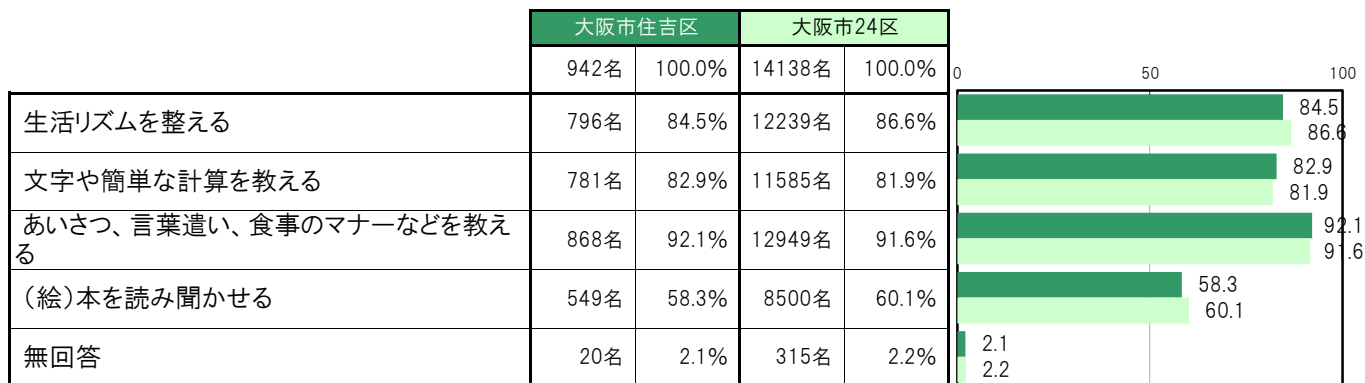 大阪市住吉区 大阪市24区
942名 100.0% 14138名 100.0% 0 50 100
生活リズムを整える 796名 84.5% 12239名 86.6% 84.5
86.6
文字や簡単な計算を教える 781名 82.9% 11585名 81.9% 82.9
81.9
あいさつ、言葉遣い、食事のマナーなどを教え
る 868名 92.1% 12949名 91.6% 92.1
91.6
（絵）本を読み聞かせる 549名 58.3% 8500名 60.1% 58.3
60.1
無回答 20名 2.1% 315名 2.2% 2.1
2.2